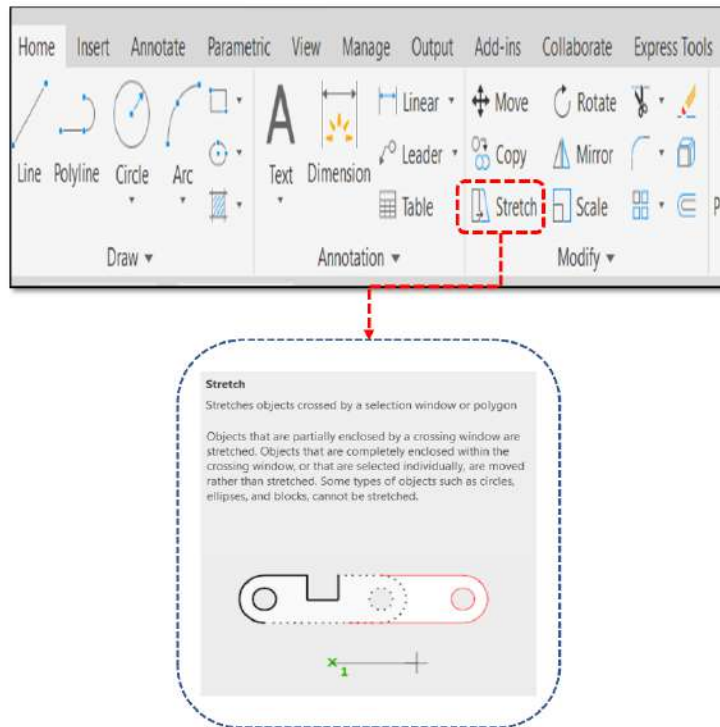 Home Insert Annotate Parametric View Manage Output Add-ins Collaborate Express Tools
Linear Move Rotate
Leader Copy Mirror
Line Polyline Circle Arc Text Dimension
Table Stretch Scale
P
Draw Annotation Modify
Stretch
Stretches objects crossed by a selection window or polygon
Objects that are partially enclosed by a crossing window are
stretched. Objects that are completely enclosed within the
crossing window, or that are selected individually, are moved
rather than stretched. Some types of objects such as circles,
ellipses, and blocks, cannot be stretched.
1